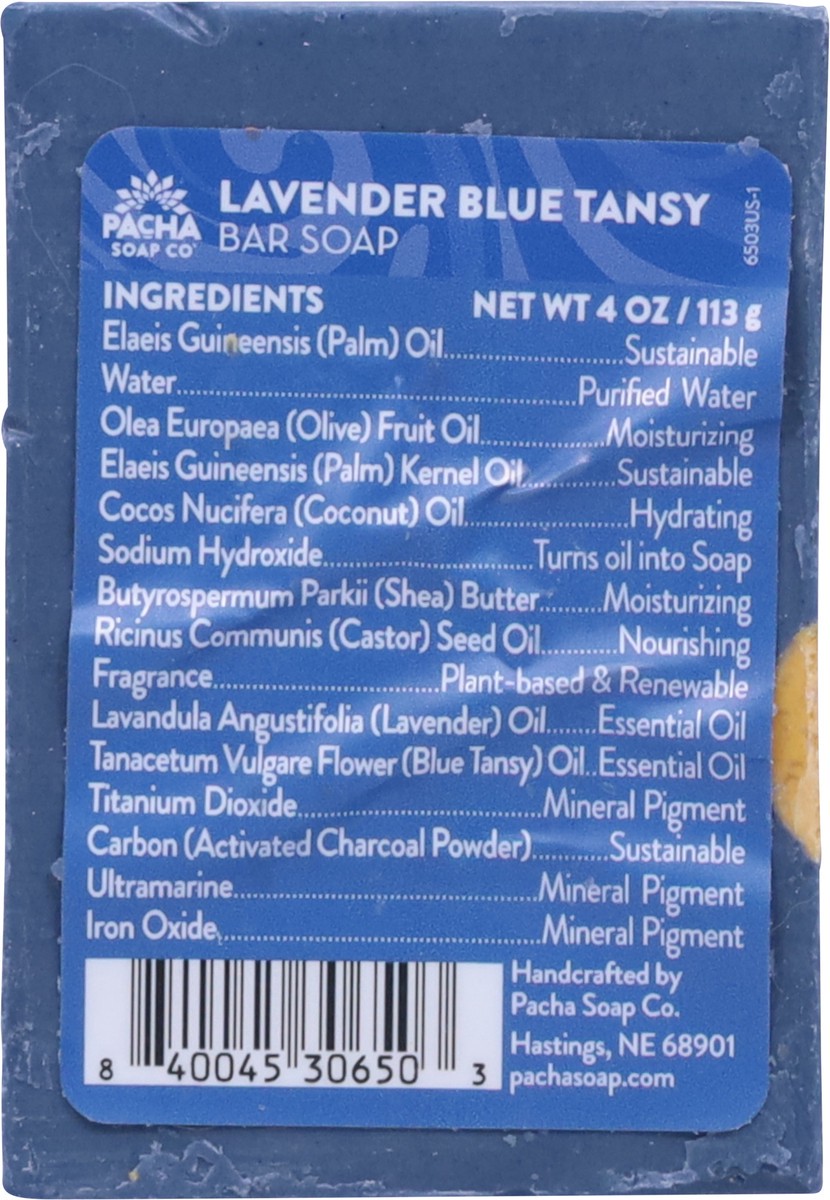 PACHA
SOAP CO
LAVENDER BLUE TANSY
BAR SOAP
6503US-1
INGREDIENTS NET WT 4 OZ / 113 g
Elaeis Guineensis (Palm) Oil..............................Sustainable
Water..................................................................Purified Water
Olea Europaea (Olive) Fruit Oil.....................Moisturizing
Elaeis Guineensis (Palm) Kernel Oil...............Sustainable
Cocos Nucifera (Coconut) Oil...........................Hydrating
Sodium Hydroxide...................................Turns oil into Soap
Butyrospermum Parkii (Shea) Butter..........Moisturizing
Ricinus Communis (Castor) Seed Oil.............Nourishing
Fragrance.....................................Plant-based & Renewable
Lavandula Angustifolia (Lavender) Oil........Essential Oil
Tanacetum Vulgare Flower (Blue Tansy) Oil..Essential Oil
Titanium Dioxide........................................Mineral Pigment
Carbon (Activated Charcoal Powder).............Sustainable
Ultramarine...................................................Mineral Pigment
Iron Oxide......................................................Mineral Pigment
Handcrafted by
Pacha Soap Co.
Hastings, NE 68901
pachasoap.com
8 40045 30650 3